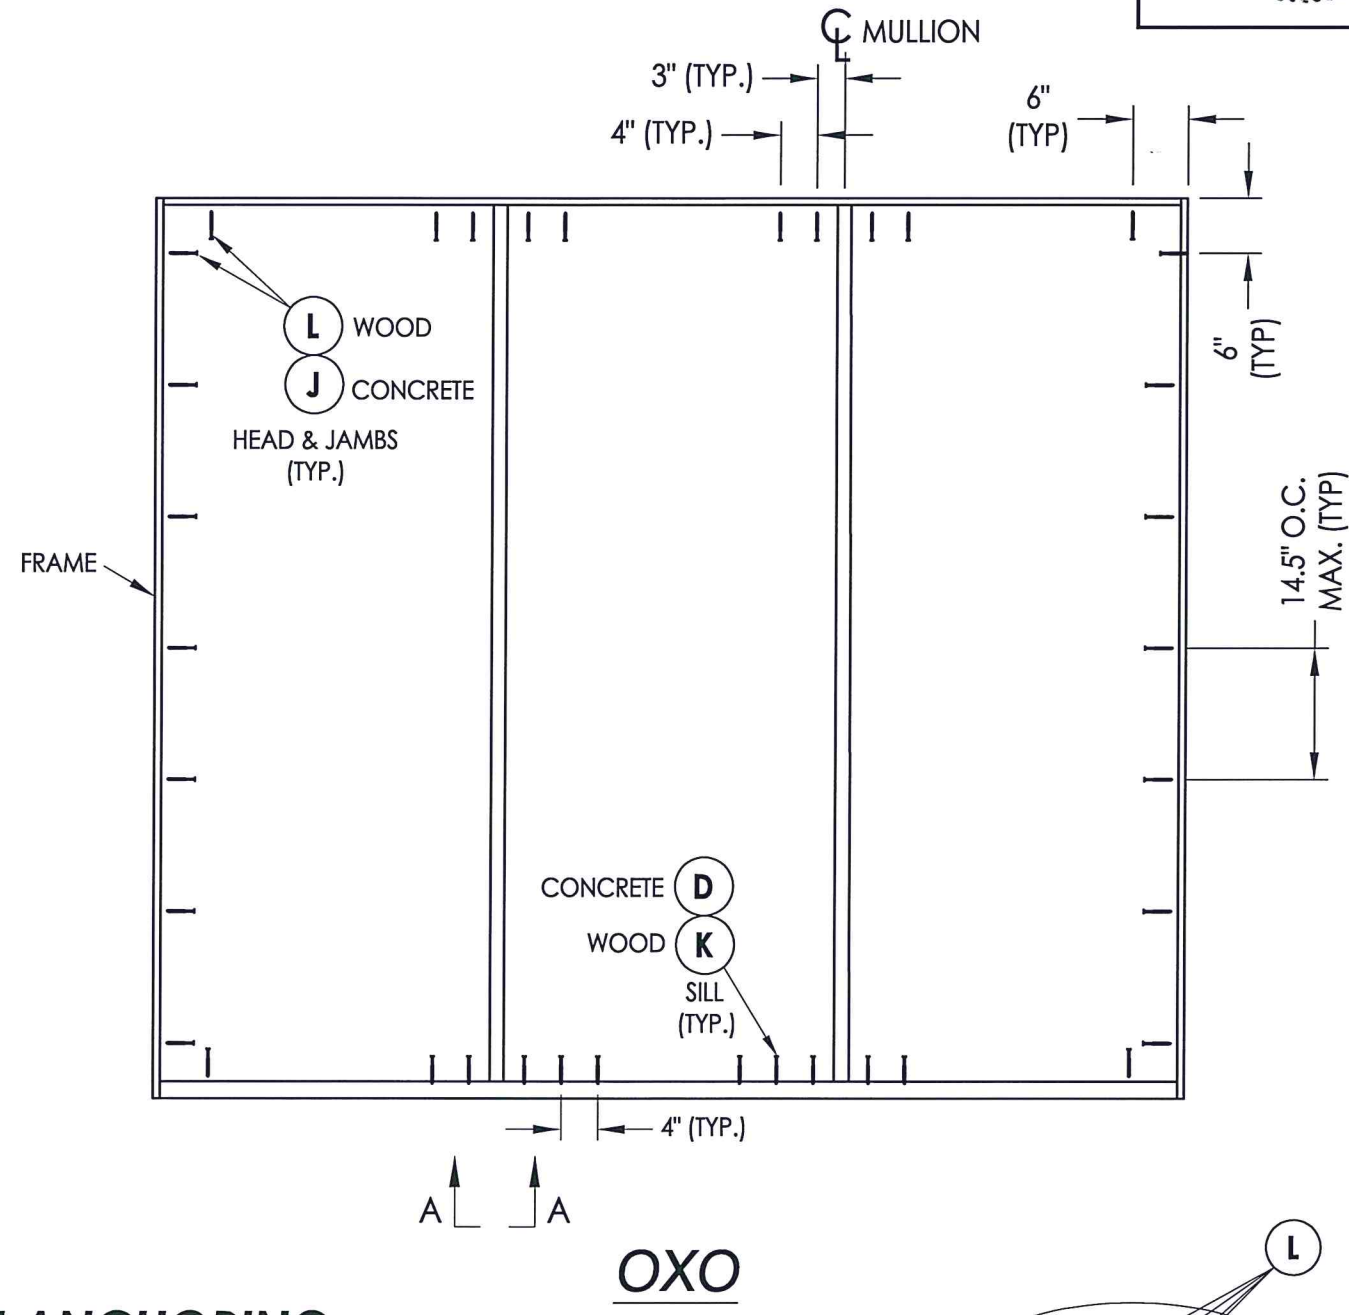 CL MULLION
3" (TYP.)
4" (TYP.)
6"
(TYP)
6"
(TYP)
L WOOD
J CONCRETE
HEAD & JAMBS
(TYP.)
14.5" O.C.
MAX. (TYP)
FRAME
CONCRETE D
WOOD K
SILL
(TYP.)
4" (TYP.)
A A
OXO
L